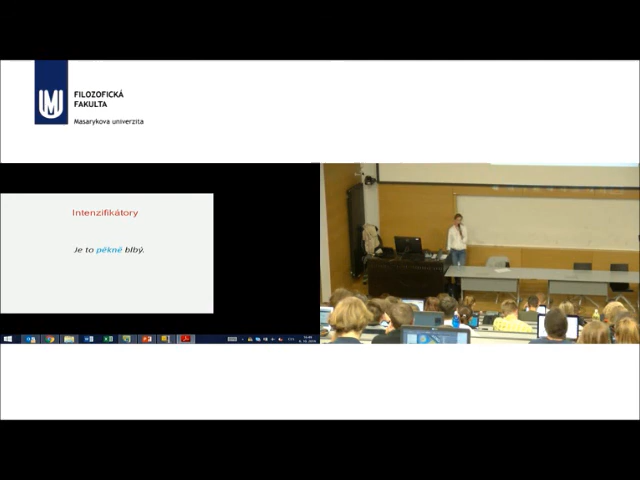 FILOZOFICKÁ
FAKULTA
Masarykova univerzita
Intenzifikátory
Je to pěkně blbý.